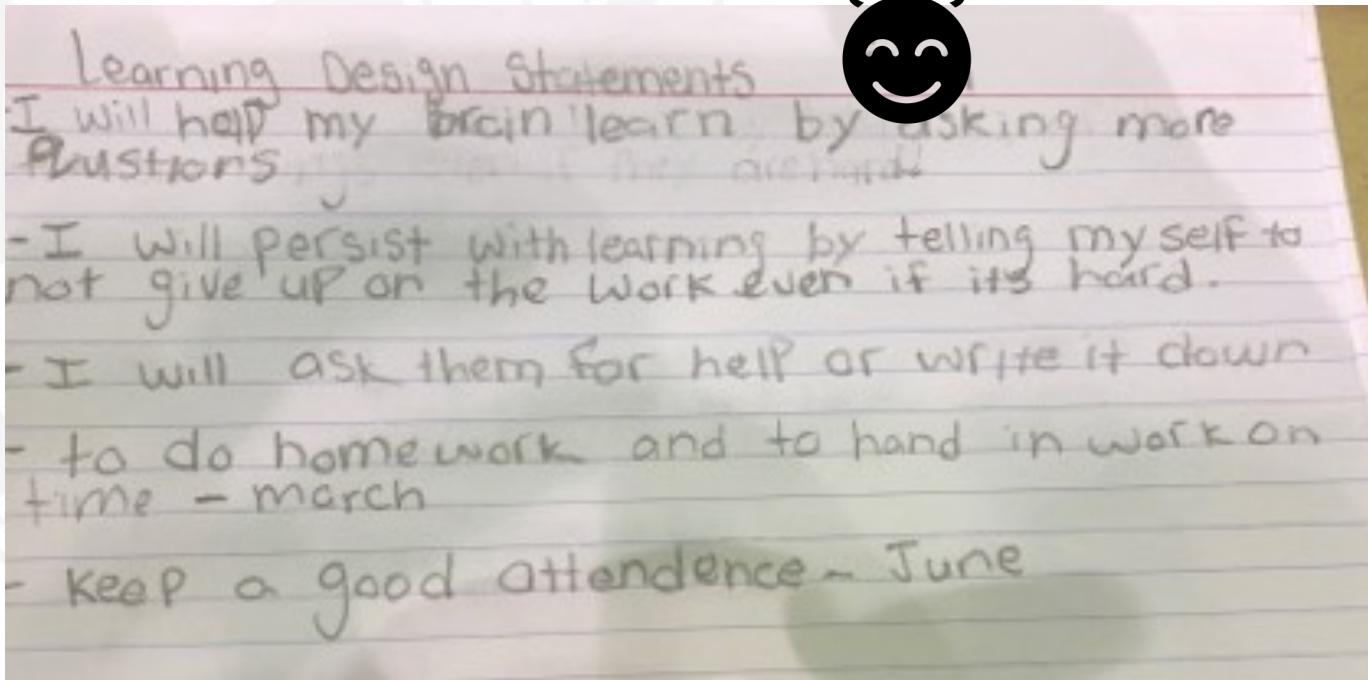 Learning Design Statements
-I will help my brain learn by asking more
Qustions
-I will persist with learning by telling my self to
not give up on the work even if its hard.
- I will ask them for help or write it down
- to do homework and to hand in work on
time - march
- keep a good attendence - June